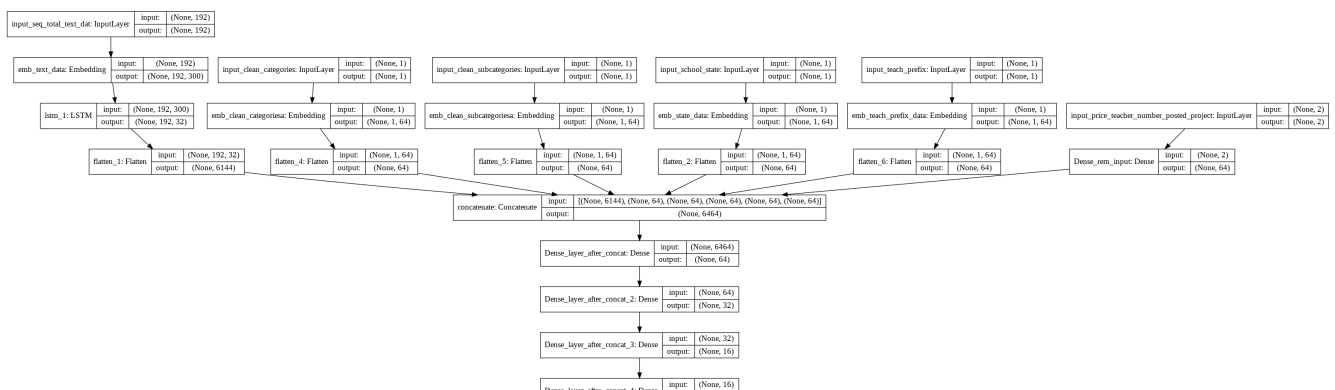 input_seq_total_text_dat: InputLayer input: (None, 192)
output: (None, 192)
emb_text_data: Embedding input: (None, 192)
output: (None, 192, 300)
input_clean_categories: InputLayer input: (None, 1)
output: (None, 1)
input_clean_subcategories: InputLayer input: (None, 1)
output: (None, 1)
input_school_state: InputLayer input: (None, 1)
output: (None, 1)
input_teach_prefix: InputLayer input: (None, 1)
output: (None, 1)
lstm_1: LSTM input: (None, 192, 300)
output: (None, 192, 32)
emb_clean_categoriesa: Embedding input: (None, 1)
output: (None, 1, 64)
emb_clean_subcategoriesa: Embedding input: (None, 1)
output: (None, 1, 64)
emb_state_data: Embedding input: (None, 1)
output: (None, 1, 64)
emb_teach_prefix_data: Embedding input: (None, 1)
output: (None, 1, 64)
input_price_teacher_number_posted_project: InputLayer input: (None, 2)
output: (None, 2)
flatten_1: Flatten input: (None, 192, 32)
output: (None, 6144)
flatten_4: Flatten input: (None, 1, 64)
output: (None, 64)
flatten_5: Flatten input: (None, 1, 64)
output: (None, 64)
flatten_2: Flatten input: (None, 1, 64)
output: (None, 64)
flatten_6: Flatten input: (None, 1, 64)
output: (None, 64)
Dense_rem_input: Dense input: (None, 2)
output: (None, 64)
concatenate: Concatenate input: [(None, 6144), (None, 64), (None, 64), (None, 64), (None, 64), (None, 64)]
output: (None, 6464)
Dense_layer_after_concat: Dense input: (None, 6464)
output: (None, 64)
Dense_layer_after_concat_2: Dense input: (None, 64)
output: (None, 32)
Dense_layer_after_concat_3: Dense input: (None, 32)
output: (None, 16)
input: (None, 16)